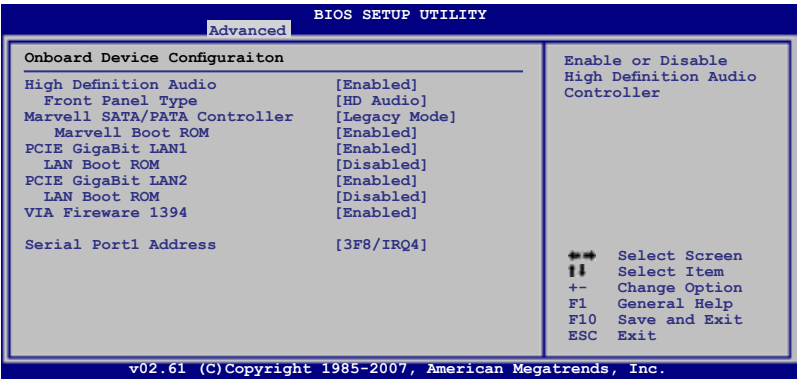 BIOS SETUP UTILITY
Advanced
Onboard Device Configuraiton
High Definition Audio [Enabled]
Front Panel Type [HD Audio]
Marvell SATA/PATA Controller [Legacy Mode]
Marvell Boot ROM [Enabled]
PCIE GigaBit LAN1 [Enabled]
LAN Boot ROM [Disabled]
PCIE GigaBit LAN2 [Enabled]
LAN Boot ROM [Disabled]
VIA Fireware 1394 [Enabled]
Serial Port1 Address [3F8/IRQ4]
Enable or Disable
High Definition Audio
Controller
←→ Select Screen
↑↓ Select Item
+- Change Option
F1 General Help
F10 Save and Exit
ESC Exit
v02.61 (C)Copyright 1985-2007, American Megatrends, Inc.